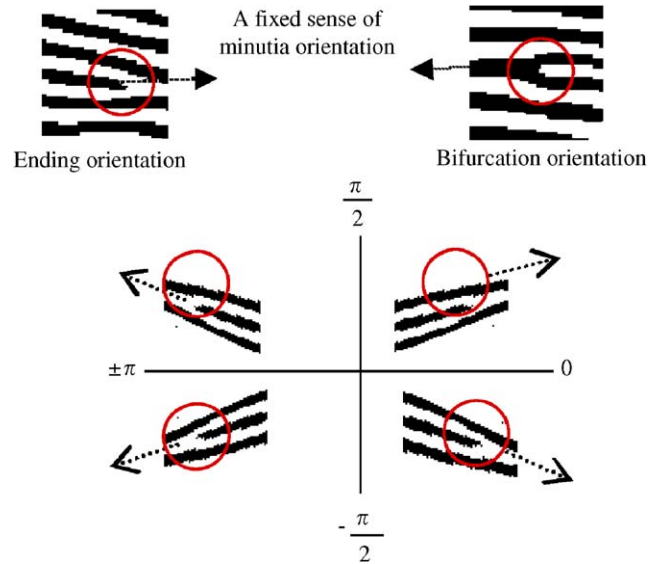 A fixed sense of
minutia orientation
Ending orientation
Bifurcation orientation
π
2
±π
0
- π
2